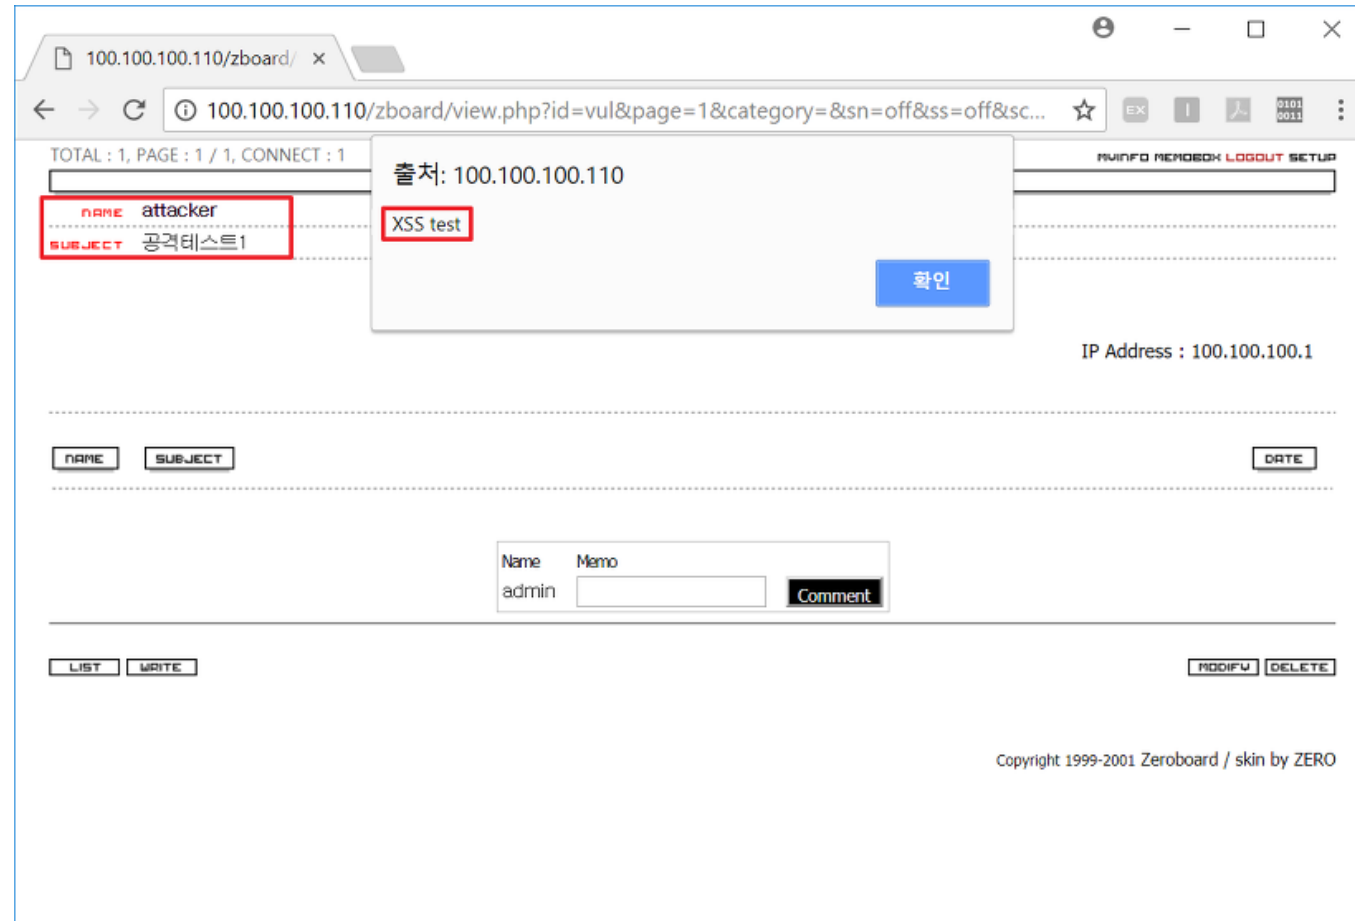 100.100.100.110/zboard/
100.100.100.110/zboard/view.php?id=vul&page=1&category=&sn=off&ss=off&sc...
EX
I
0101
0011
TOTAL : 1, PAGE : 1 / 1, CONNECT : 1
MYINFO MEMOBOX LOGOUT SETUP
출처: 100.100.100.110
XSS test
확인
NAME attacker
SUBJECT 공격테스트1
IP Address : 100.100.100.1
NAME SUBJECT DATE
Name Memo
admin Comment
LIST WRITE MODIFY DELETE
Copyright 1999-2001 Zeroboard / skin by ZERO